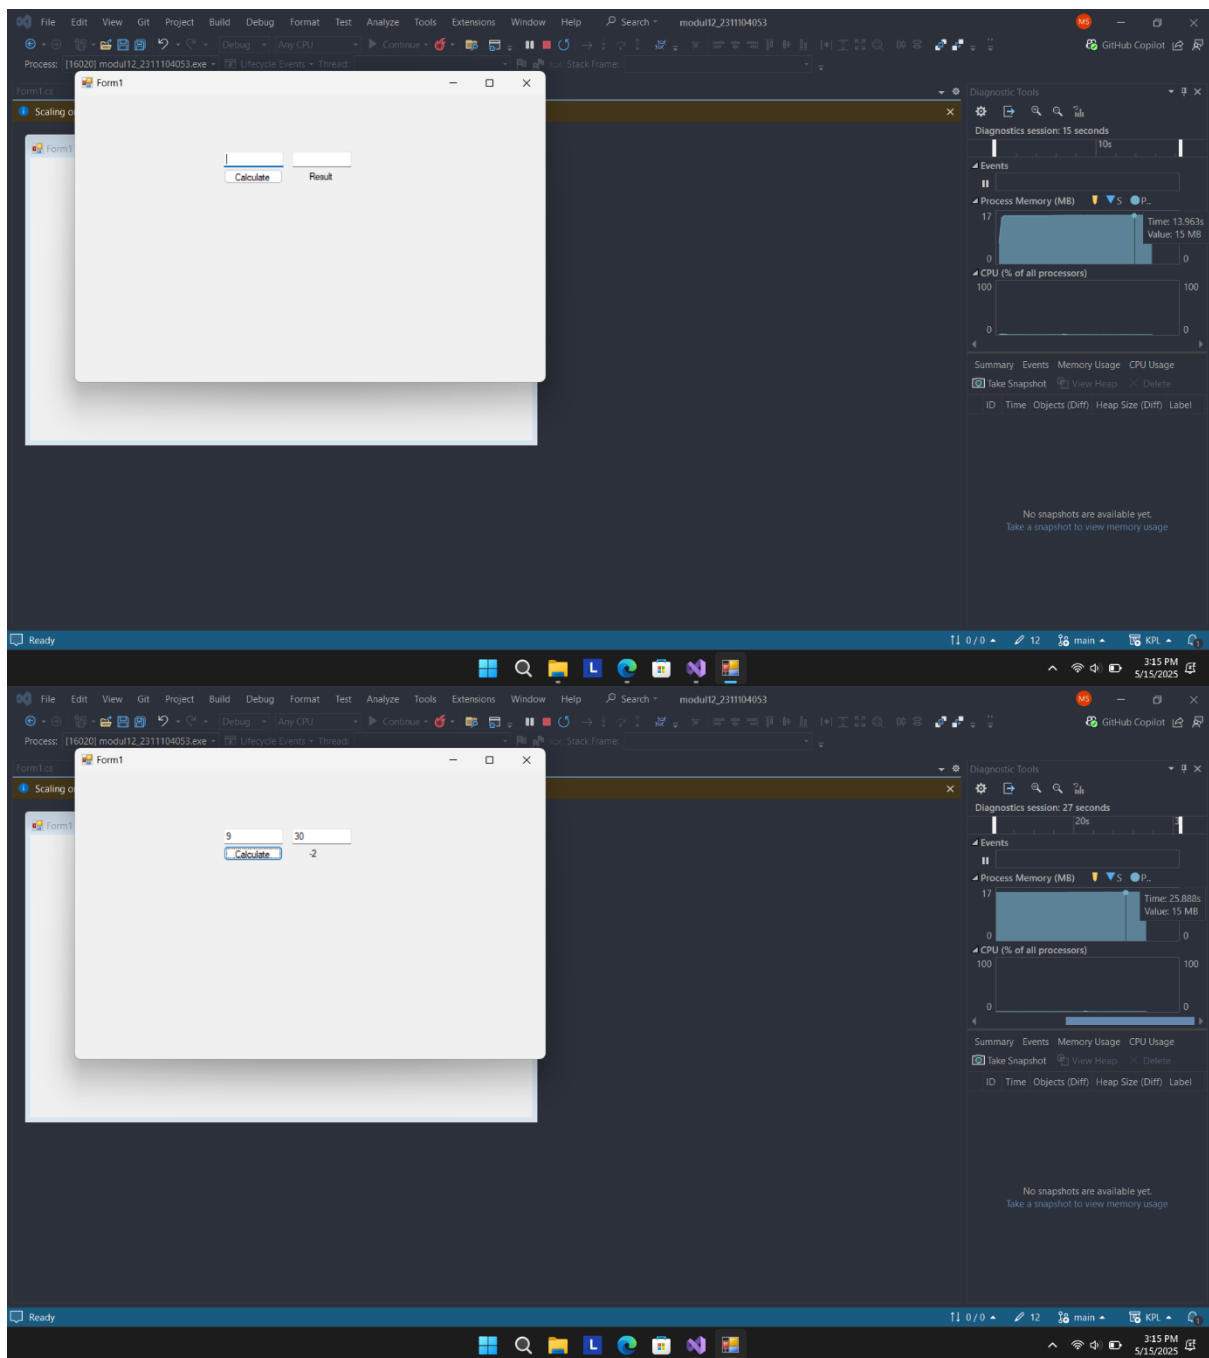 File Edit View Git Project Build Debug Format Test Analyze Tools Extensions Window Help Search modul12_2311104053 MS
Debug Any CPU Continue GitHub Copilot
Process: [16020] modul12_2311104053.exe Lifecycle Events Thread: Stack Frame:
Form1.cs
Form1
Scaling o
Form1
Calculate Result
Diagnostic Tools
Diagnostics session: 15 seconds
10s
Events
Process Memory (MB) S P..
17
Time: 13.963s
Value: 15 MB
0 0
CPU (% of all processors)
100 100
0 0
Summary Events Memory Usage CPU Usage
Take Snapshot View Heap Delete
ID Time Objects (Diff) Heap Size (Diff) Label
No snapshots are available yet.
Take a snapshot to view memory usage
Ready 0 / 0 12 main KPL 1
L 3:15 PM
5/15/2025
File Edit View Git Project Build Debug Format Test Analyze Tools Extensions Window Help Search modul12_2311104053 MS
Debug Any CPU Continue GitHub Copilot
Process: [16020] modul12_2311104053.exe Lifecycle Events Thread: Stack Frame:
Form1.cs
Form1
Scaling o
Form1
9 30
Calculate -2
Diagnostic Tools
Diagnostics session: 27 seconds
20s
Events
Process Memory (MB) S P..
17
Time: 25.888s
Value: 15 MB
0 0
CPU (% of all processors)
100 100
0 0
Summary Events Memory Usage CPU Usage
Take Snapshot View Heap Delete
ID Time Objects (Diff) Heap Size (Diff) Label
No snapshots are available yet.
Take a snapshot to view memory usage
Ready 0 / 0 12 main KPL 1
L 3:15 PM
5/15/2025